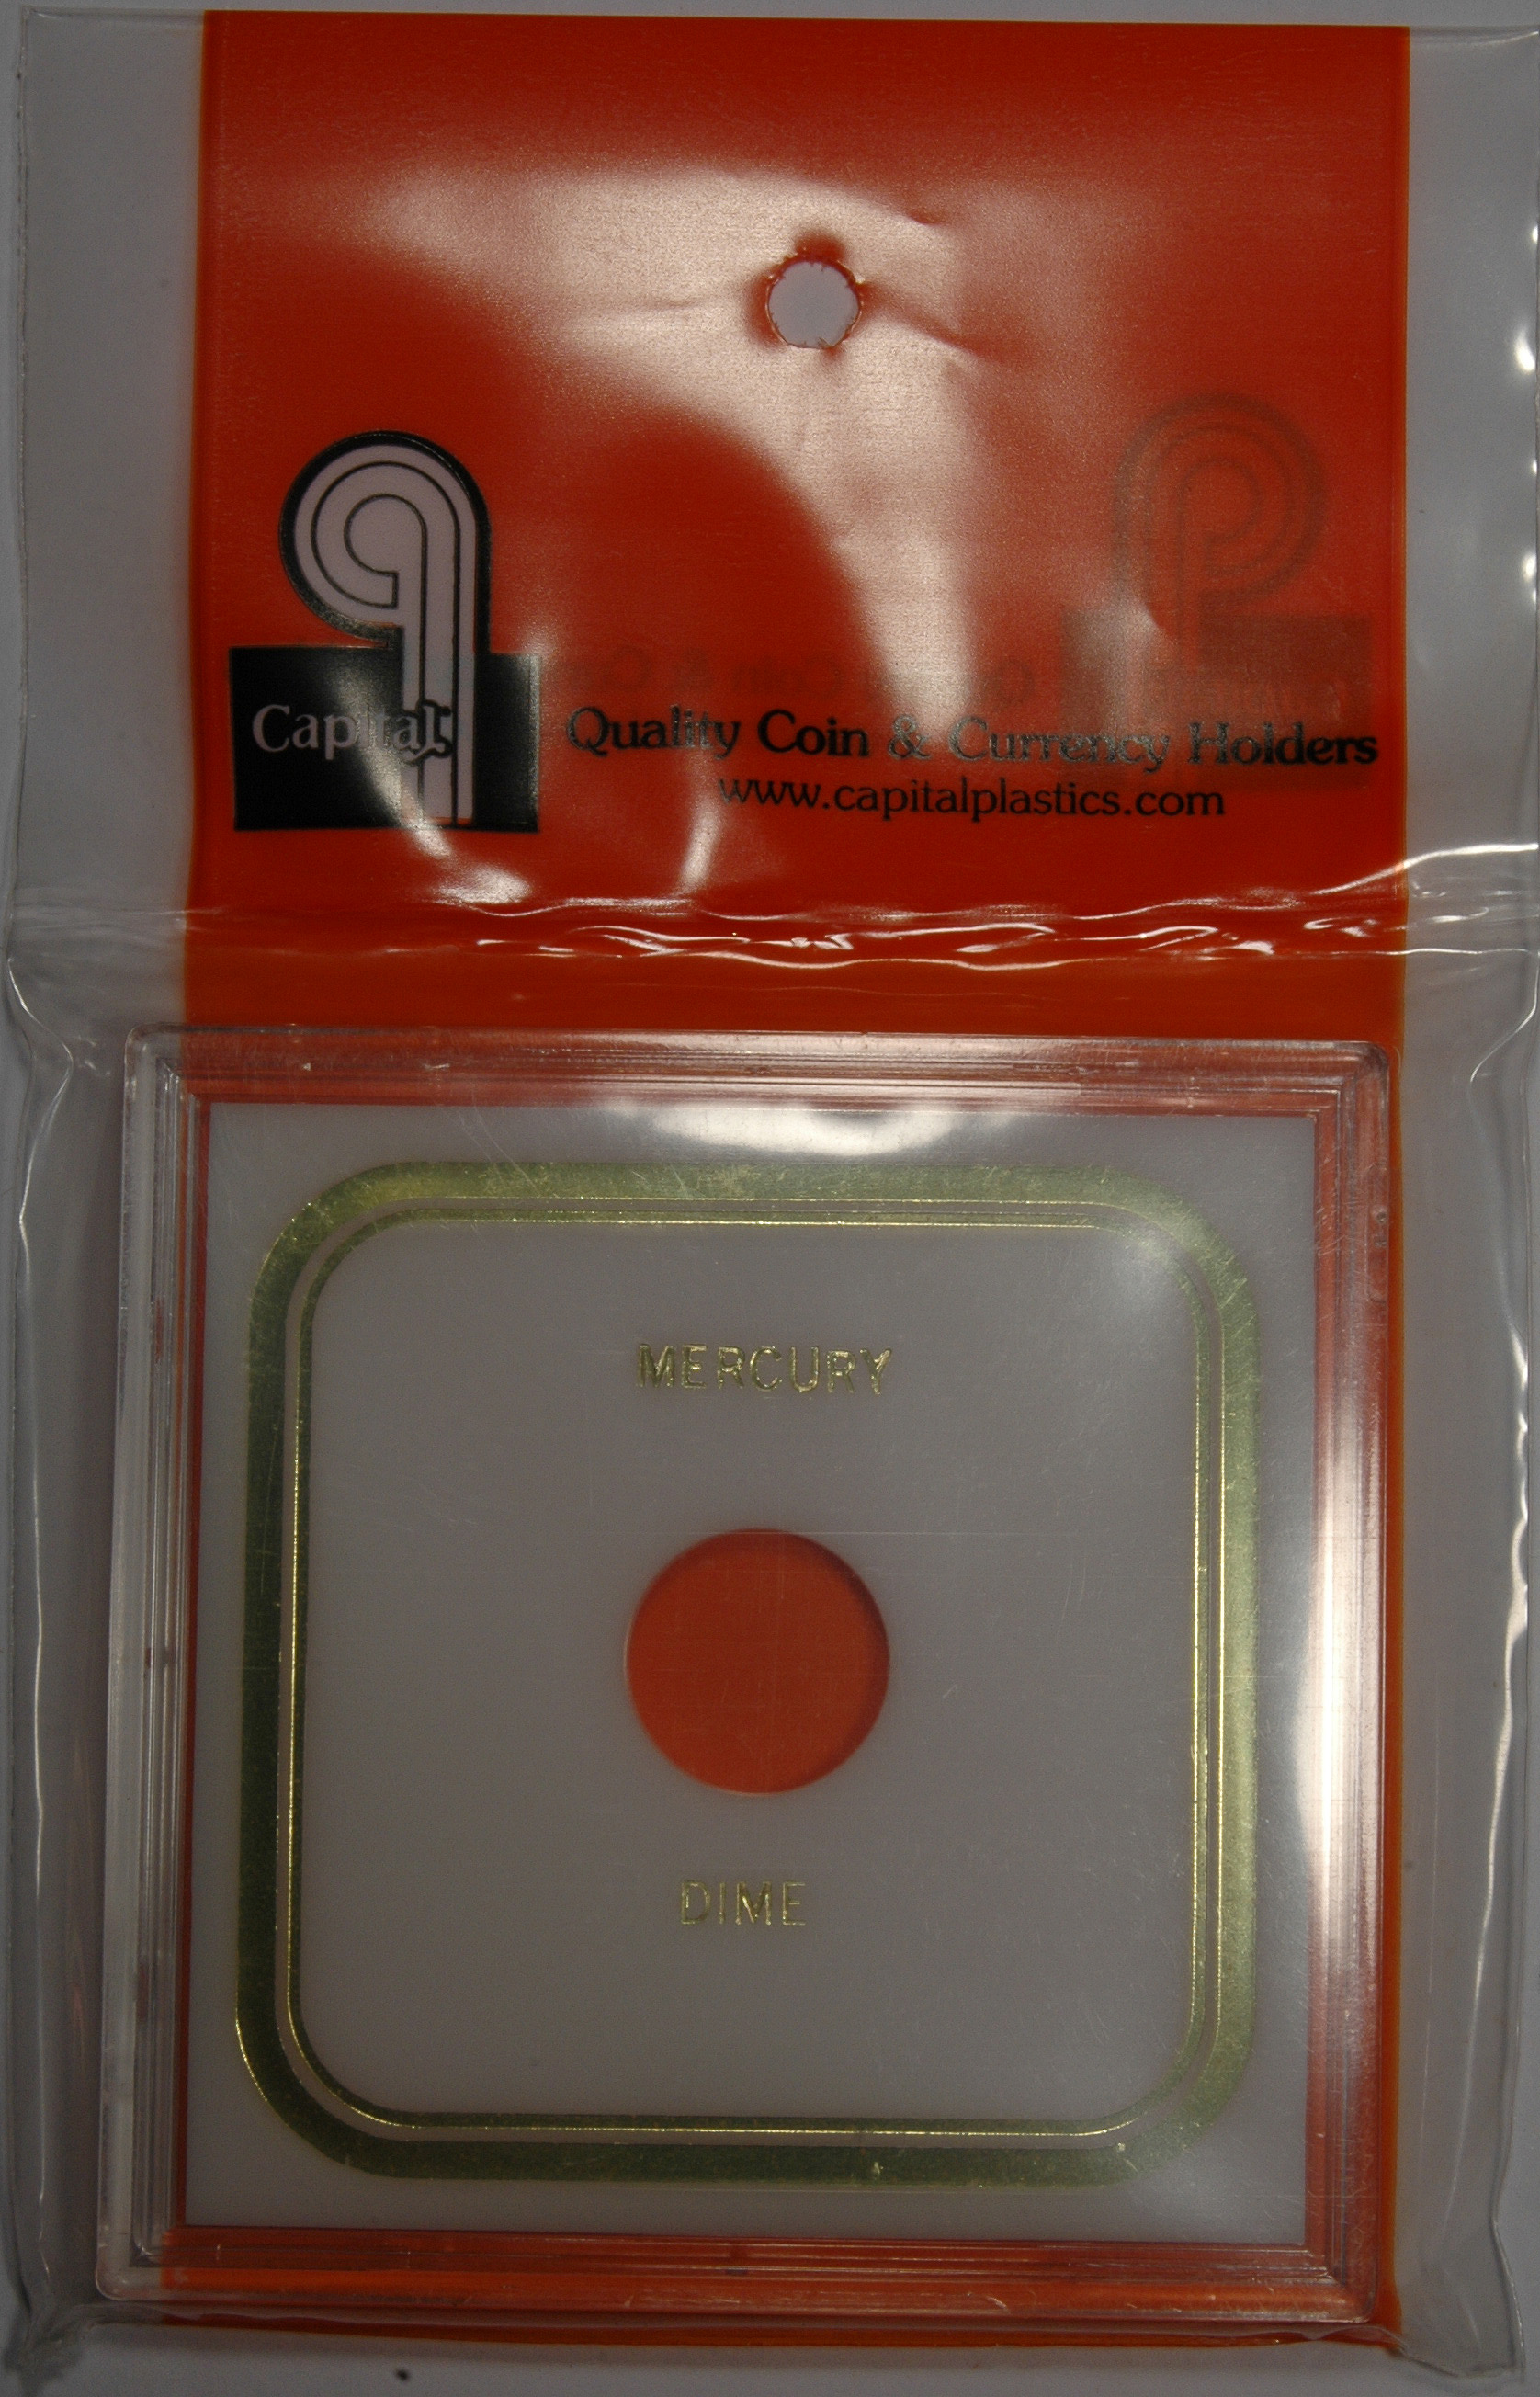 Capital
Quality Coin & Currency Holders
www.capitalplastics.com
MERCURY
DIME